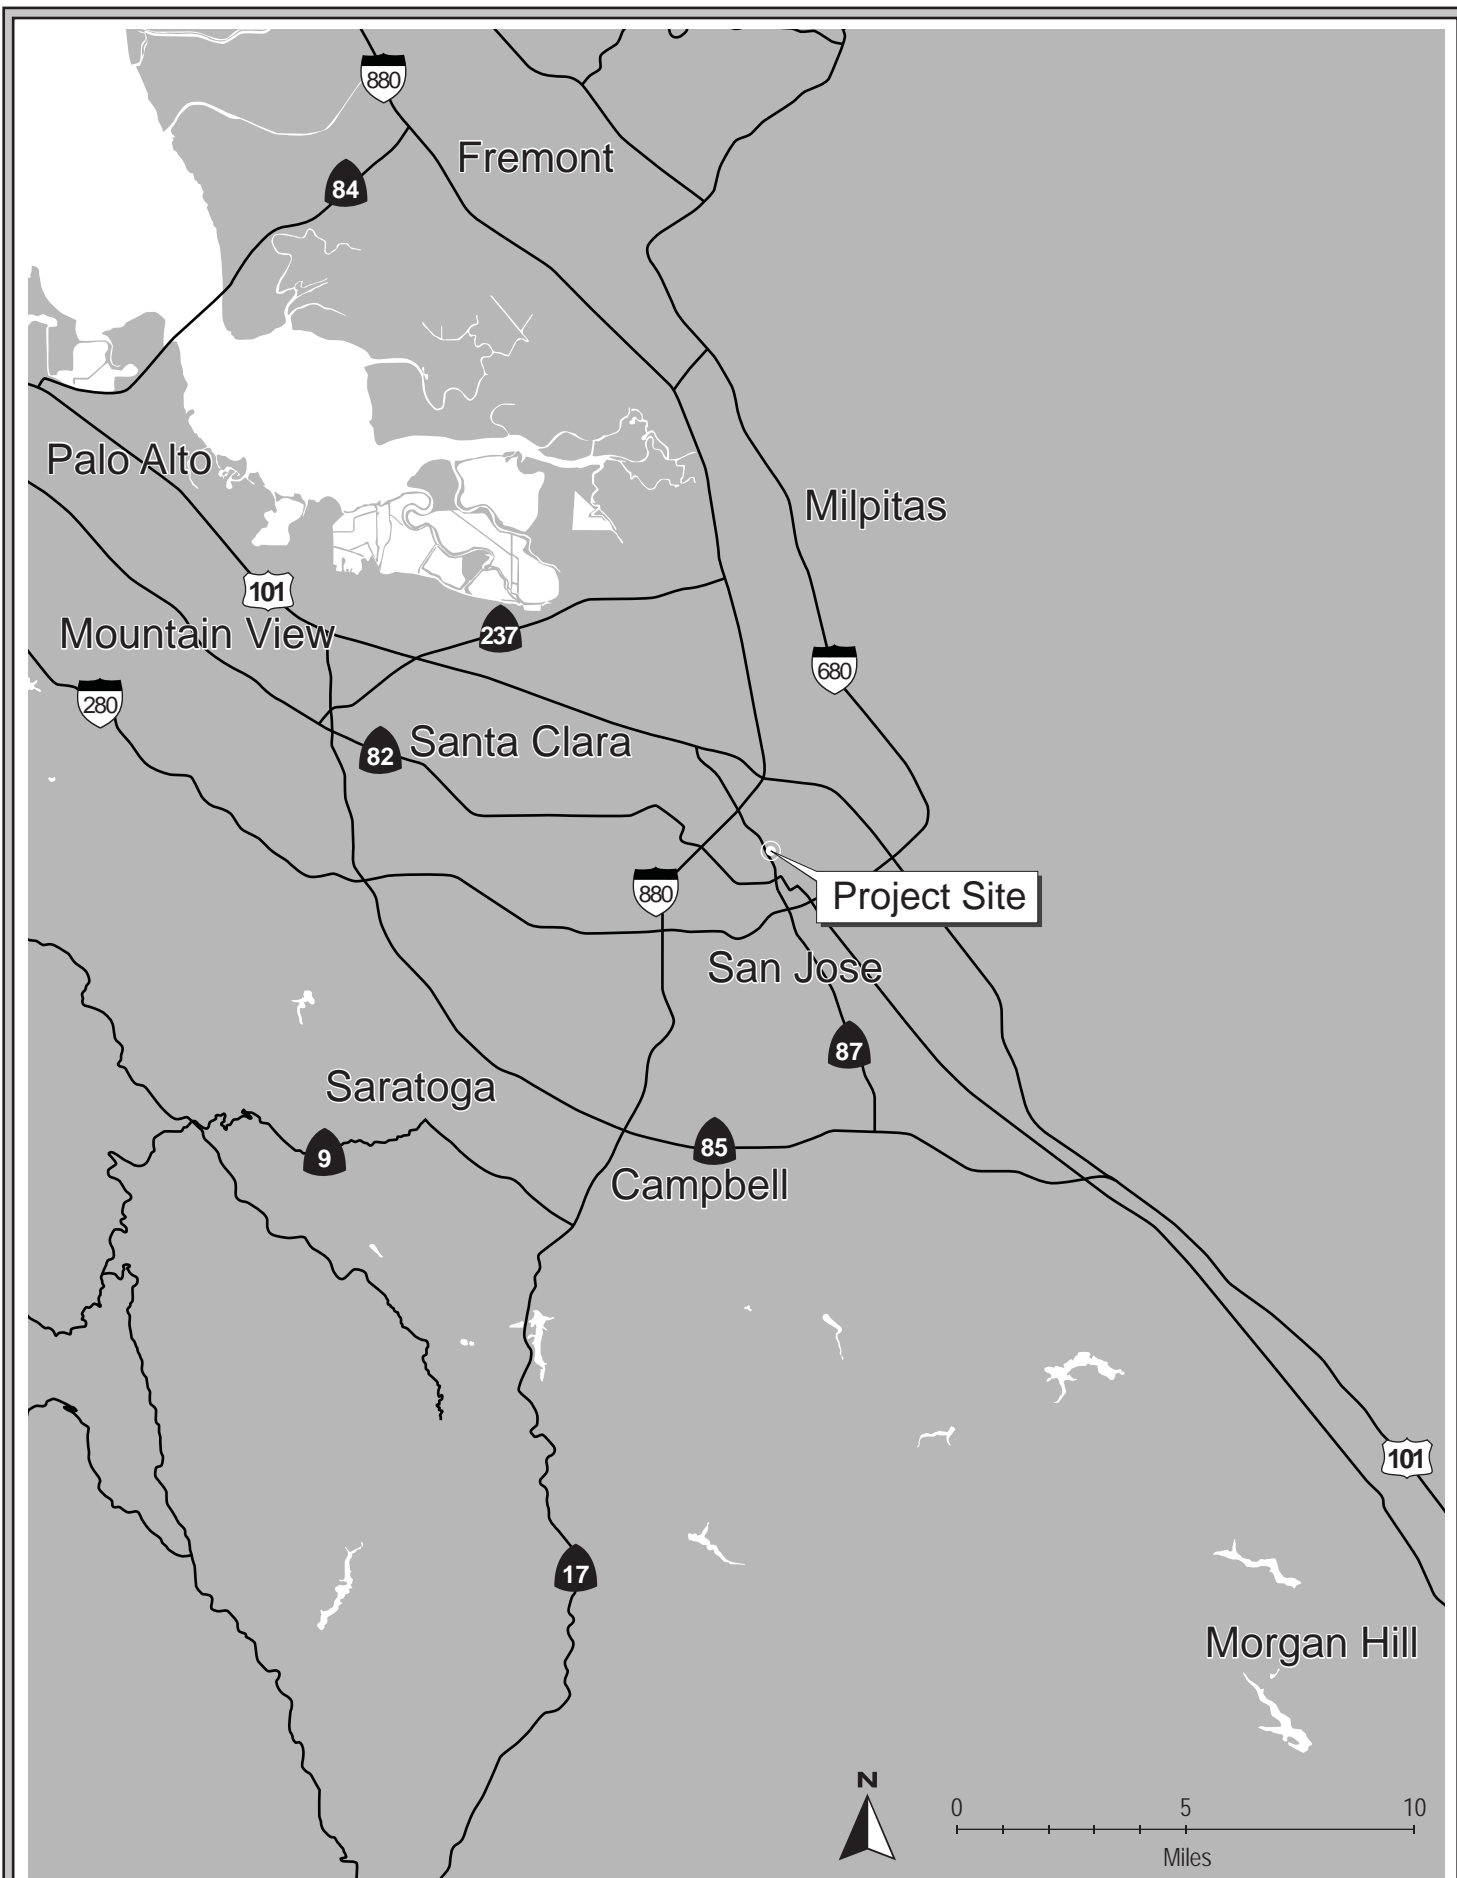 880
Fremont
84
Palo Alto
Milpitas
101
Mountain View
237
680
280
82
Santa Clara
880
Project Site
San Jose
87
Saratoga
9
85
Campbell
101
17
Morgan Hill
N
0 5 10
Miles